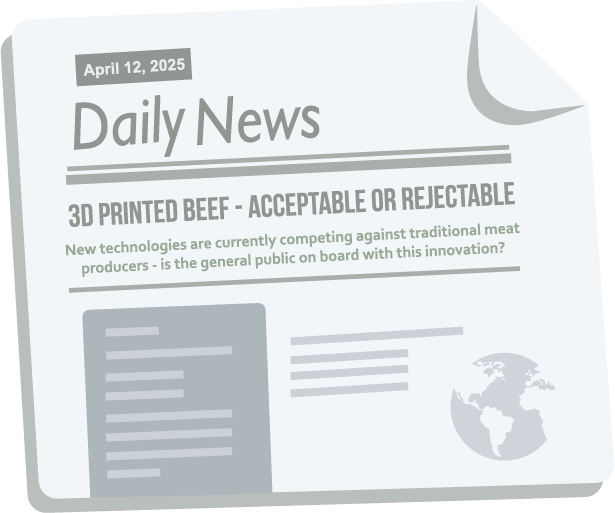 April 12, 2025
Daily News
3D PRINTED BEEF - ACCEPTABLE OR REJECTABLE
New technologies are currently competing against traditional meat
producers - is the general public on board with this innovation?